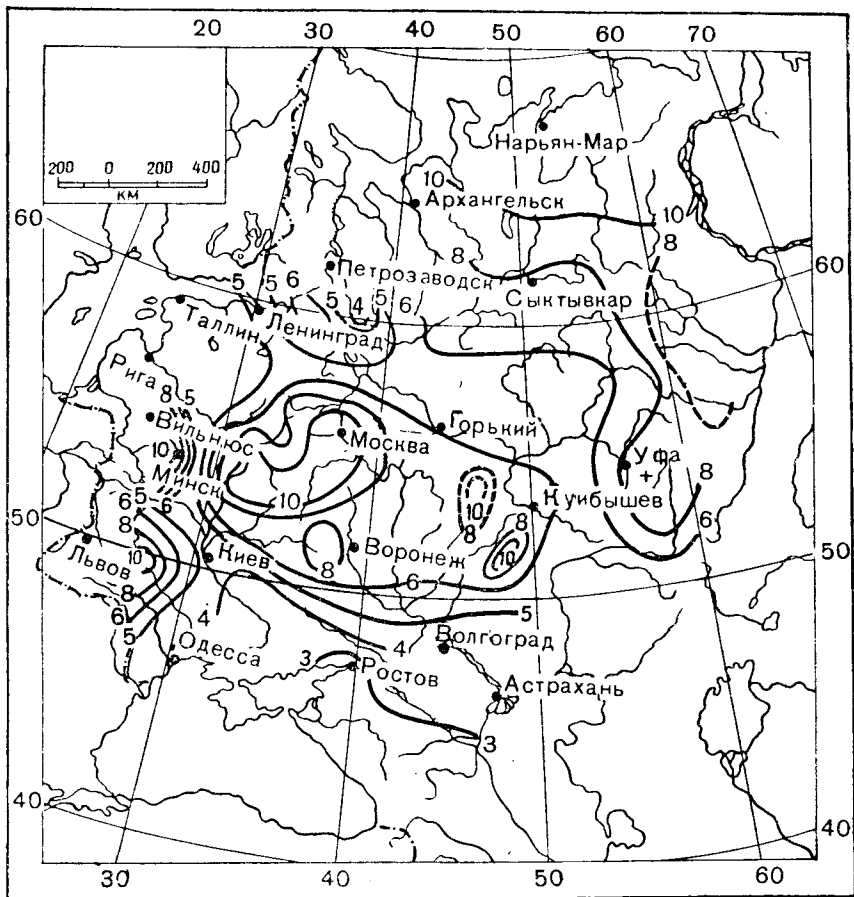 20 30 40 50 60 70
200 0 200 400
км
Нарьян-Мар
10
Архангельск
10
60
8
8
60
Петрозаводск
Сыктывкар
5 5 6
5 4 5 6
Таллин
Ленинград
Рига
8 5
Вильнюс
Горький
Москва
10
Минск
Уфа
+
8
10
10
Куйбышев
50
6 5 6
8
8
6
50
8
10
Львов
10
Киев
8
Воронеж
6
8
6
5
4
5
4
Волгоград
Одесса
3
Ростов
Астрахань
3
40
40
30 40 50 60